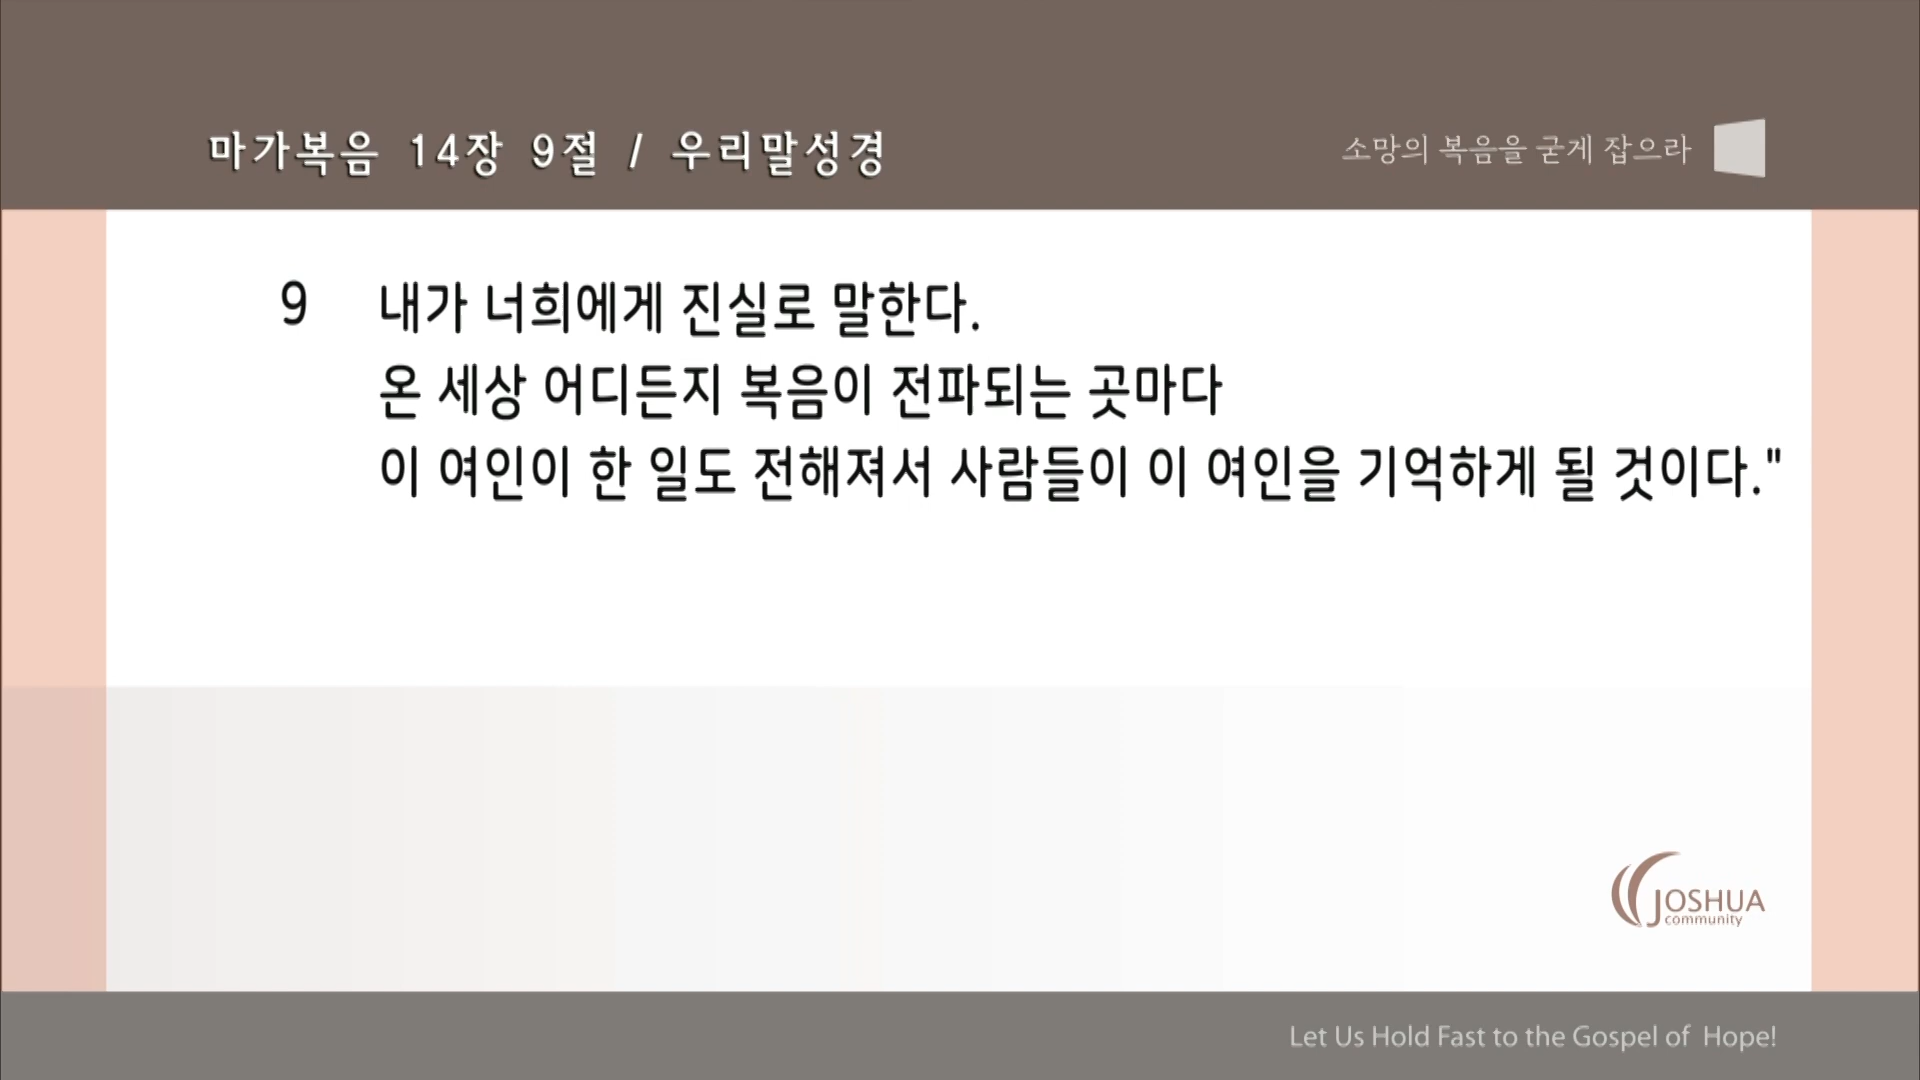 마가복음 14장 9절 / 우리말성경
소망의 복음을 굳게 잡으라
9 내가 너희에게 진실로 말한다.
온 세상 어디든지 복음이 전파되는 곳마다
이 여인이 한 일도 전해져서 사람들이 이 여인을 기억하게 될 것이다."
JOSHUA
community
Let Us Hold Fast to the Gospel of Hope!